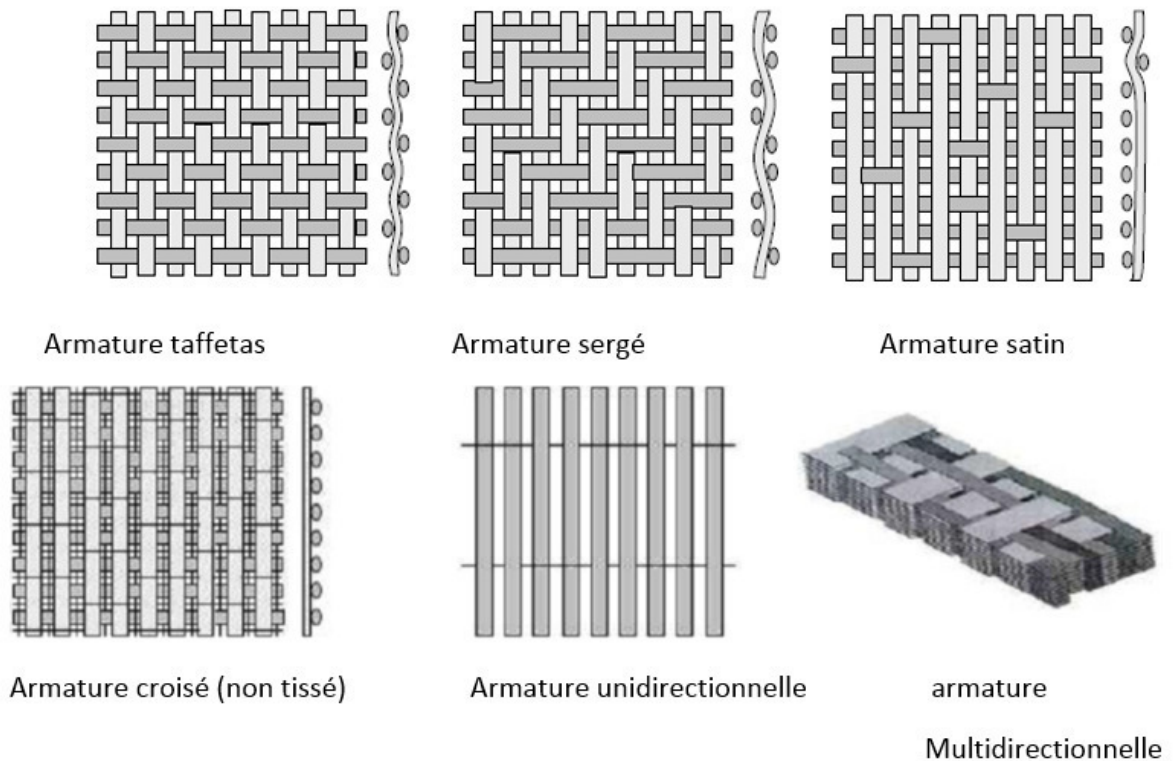 Armature taffetas
Armature sergé
Armature satin
Armature croisé (non tissé)
Armature unidirectionnelle
armature
Multidirectionnelle